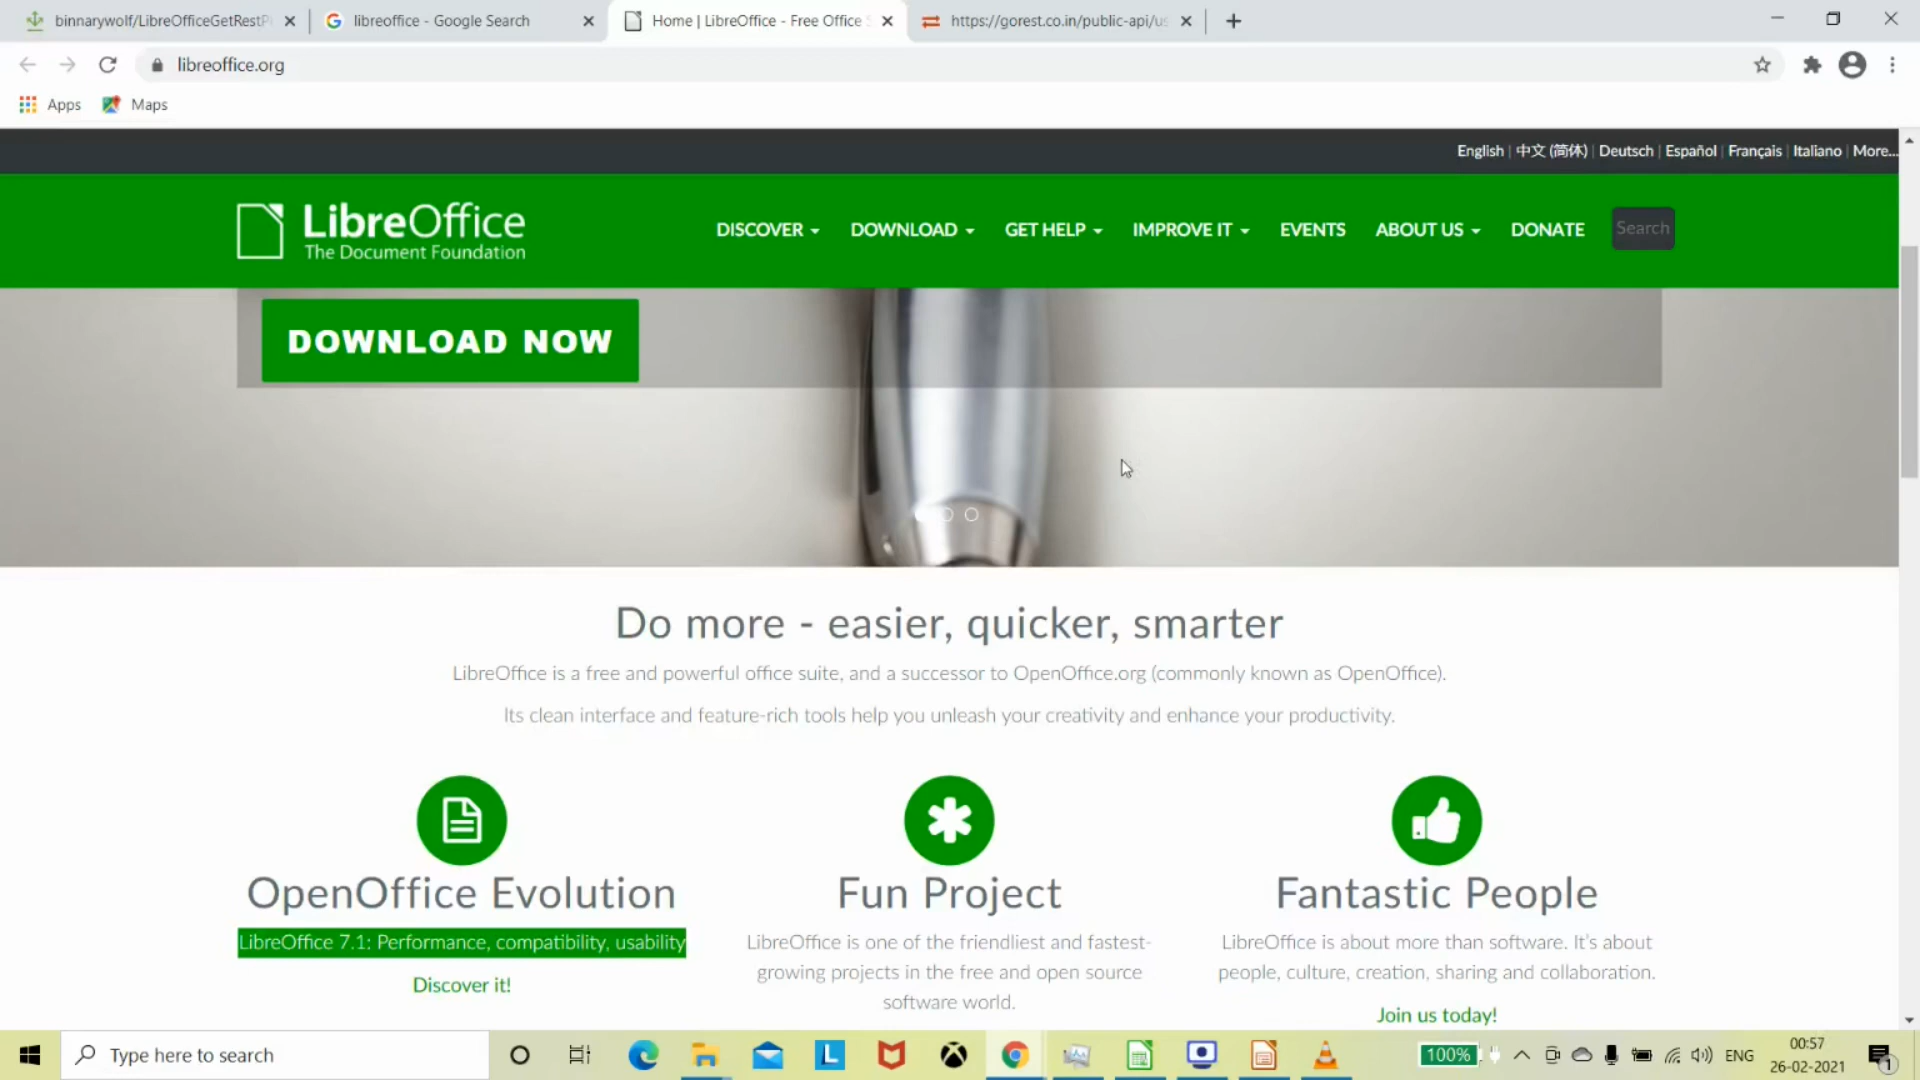 binnarywolf/LibreOfficeGetRestPl
libreoffice - Google Search
Home | LibreOffice - Free Office S
https://gorest.co.in/public-api/us
libreoffice.org
Apps
Maps
English | 中文 (简体) | Deutsch | Español | Français | Italiano | More...
LibreOffice
The Document Foundation
DISCOVER
DOWNLOAD
GET HELP
IMPROVE IT
EVENTS
ABOUT US
DONATE
Search
DOWNLOAD NOW
Do more - easier, quicker, smarter
LibreOffice is a free and powerful office suite, and a successor to OpenOffice.org (commonly known as OpenOffice).
Its clean interface and feature-rich tools help you unleash your creativity and enhance your productivity.
OpenOffice Evolution
LibreOffice 7.1: Performance, compatibility, usability
Discover it!
Fun Project
LibreOffice is one of the friendliest and fastest-
growing projects in the free and open source
software world.
Fantastic People
LibreOffice is about more than software. It's about
people, culture, creation, sharing and collaboration.
Join us today!
Type here to search
L
100%
ENG
00:57
26-02-2021
1